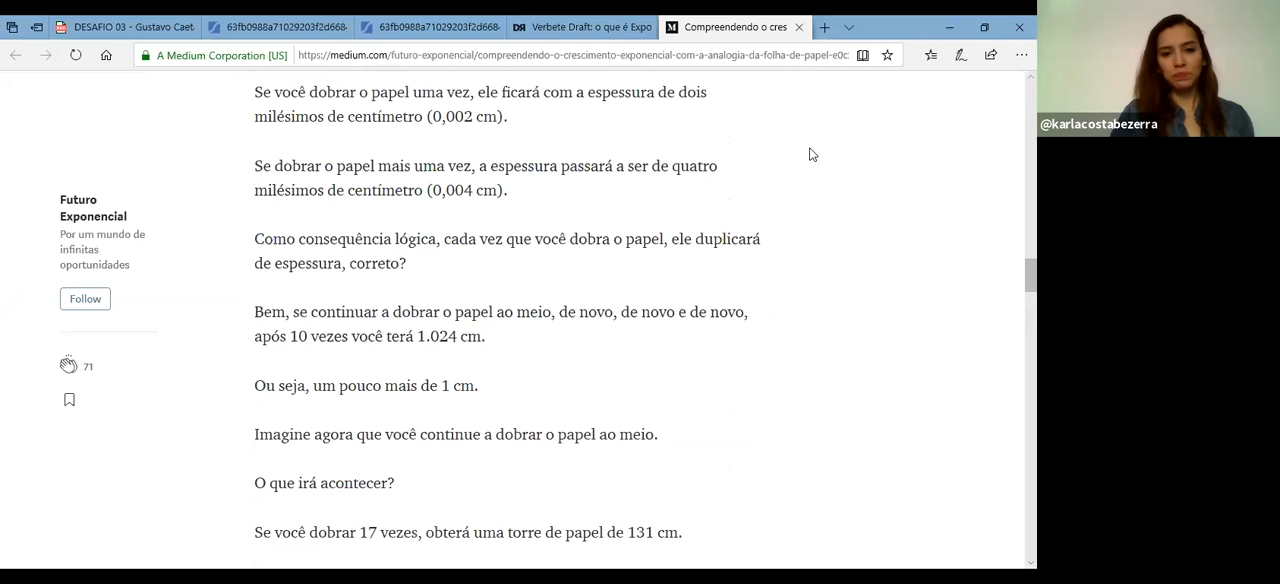 DESAFIO 03 - Gustavo Caet
63fb0988a71029203f2d668
63fb0988a71029203f2d668
DR Verbete Draft: o que é Expo
M Compreendendo o cres
A Medium Corporation [US]
https://medium.com/futuro-exponencial/compreendendo-o-crescimento-exponencial-com-a-analogia-da-folha-de-papel-e0c
@karlacostabezerra
Se você dobrar o papel uma vez, ele ficará com a espessura de dois
milésimos de centímetro (0,002 cm).
Se dobrar o papel mais uma vez, a espessura passará a ser de quatro
milésimos de centímetro (0,004 cm).
Futuro
Exponencial
Por um mundo de
infinitas
oportunidades
Follow
71
Como consequência lógica, cada vez que você dobra o papel, ele duplicará
de espessura, correto?
Bem, se continuar a dobrar o papel ao meio, de novo, de novo e de novo,
após 10 vezes você terá 1.024 cm.
Ou seja, um pouco mais de 1 cm.
Imagine agora que você continue a dobrar o papel ao meio.
O que irá acontecer?
Se você dobrar 17 vezes, obterá uma torre de papel de 131 cm.